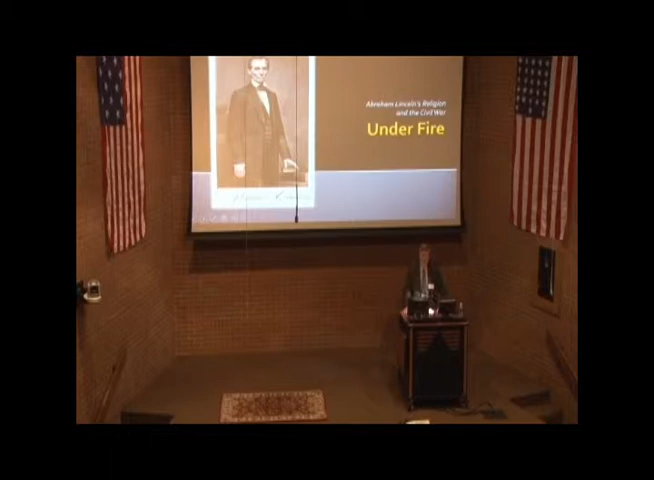 Abraham Lincoln's Religion
and the Civil War
Under Fire